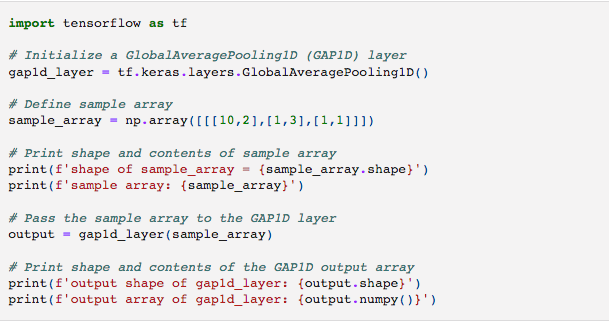 import tensorflow as tf
# Initialize a GlobalAveragePooling1D (GAP1D) layer
gap1d_layer = tf.keras.layers.GlobalAveragePooling1D()
# Define sample array
sample_array = np.array([[[10,2],[1,3],[1,1]]])
# Print shape and contents of sample array
print(f'shape of sample_array = {sample_array.shape}')
print(f'sample array: {sample_array}')
# Pass the sample array to the GAP1D layer
output = gap1d_layer(sample_array)
# Print shape and contents of the GAP1D output array
print(f'output shape of gap1d_layer: {output.shape}')
print(f'output array of gap1d_layer: {output.numpy()}')